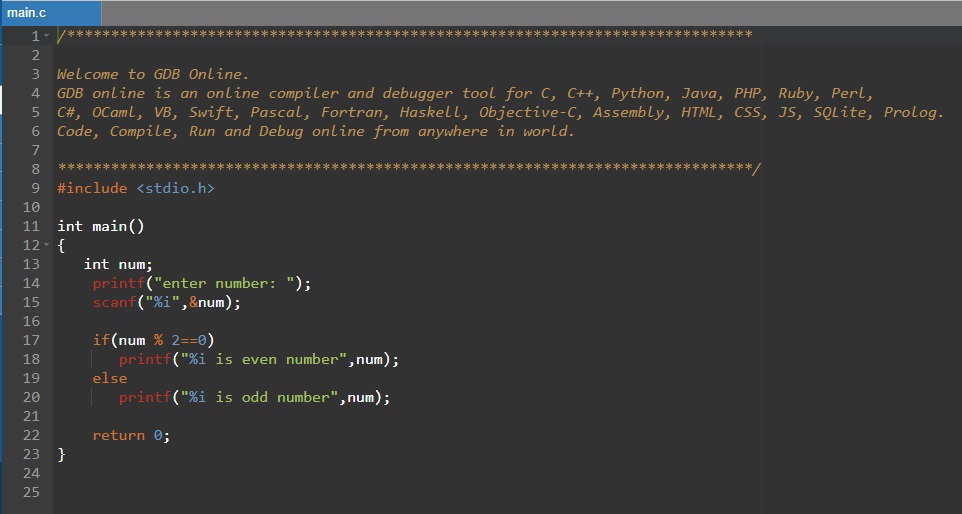 main.c
1 /******************************************************************************
2
3 Welcome to GDB Online.
4 GDB online is an online compiler and debugger tool for C, C++, Python, Java, PHP, Ruby, Perl,
5 C#, OCaml, VB, Swift, Pascal, Fortran, Haskell, Objective-C, Assembly, HTML, CSS, JS, SQLite, Prolog.
6 Code, Compile, Run and Debug online from anywhere in world.
7
8 *******************************************************************************/
9 #include <stdio.h>
10
11 int main()
12 {
13    int num;
14     printf("enter number: ");
15     scanf("%i",&num);
16
17     if(num % 2==0)
18        printf("%i is even number",num);
19     else
20        printf("%i is odd number",num);
21
22     return 0;
23 }
24
25